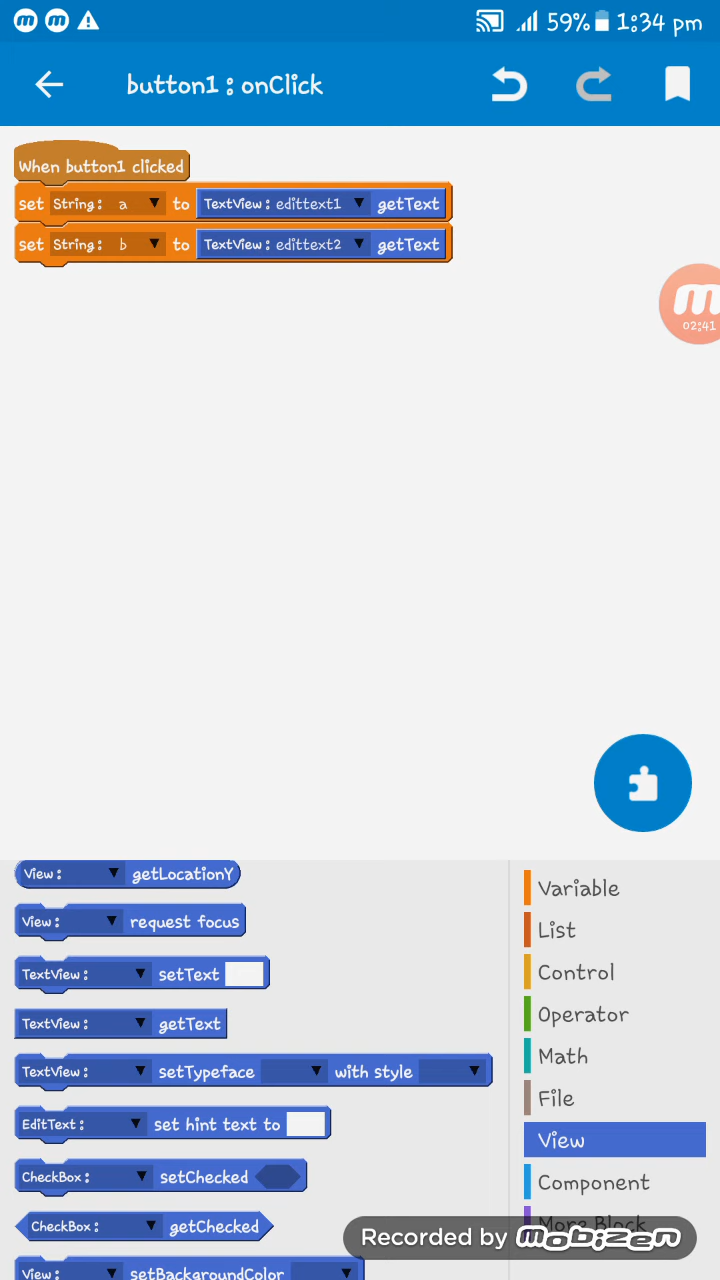 59% 1:34 pm
button1 : onClick
When button1 clicked
set String: a to TextView: edittext1 getText
set String: b to TextView: edittext2 getText
02:41
View: getLocationY
View: request focus
TextView: setText
TextView: getText
TextView: setTypeface with style
EditText: set hint text to
CheckBox: setChecked
CheckBox: getChecked
View: setBackgroundColor
Variable
List
Control
Operator
Math
File
View
Component
More Block
Recorded by mobizen